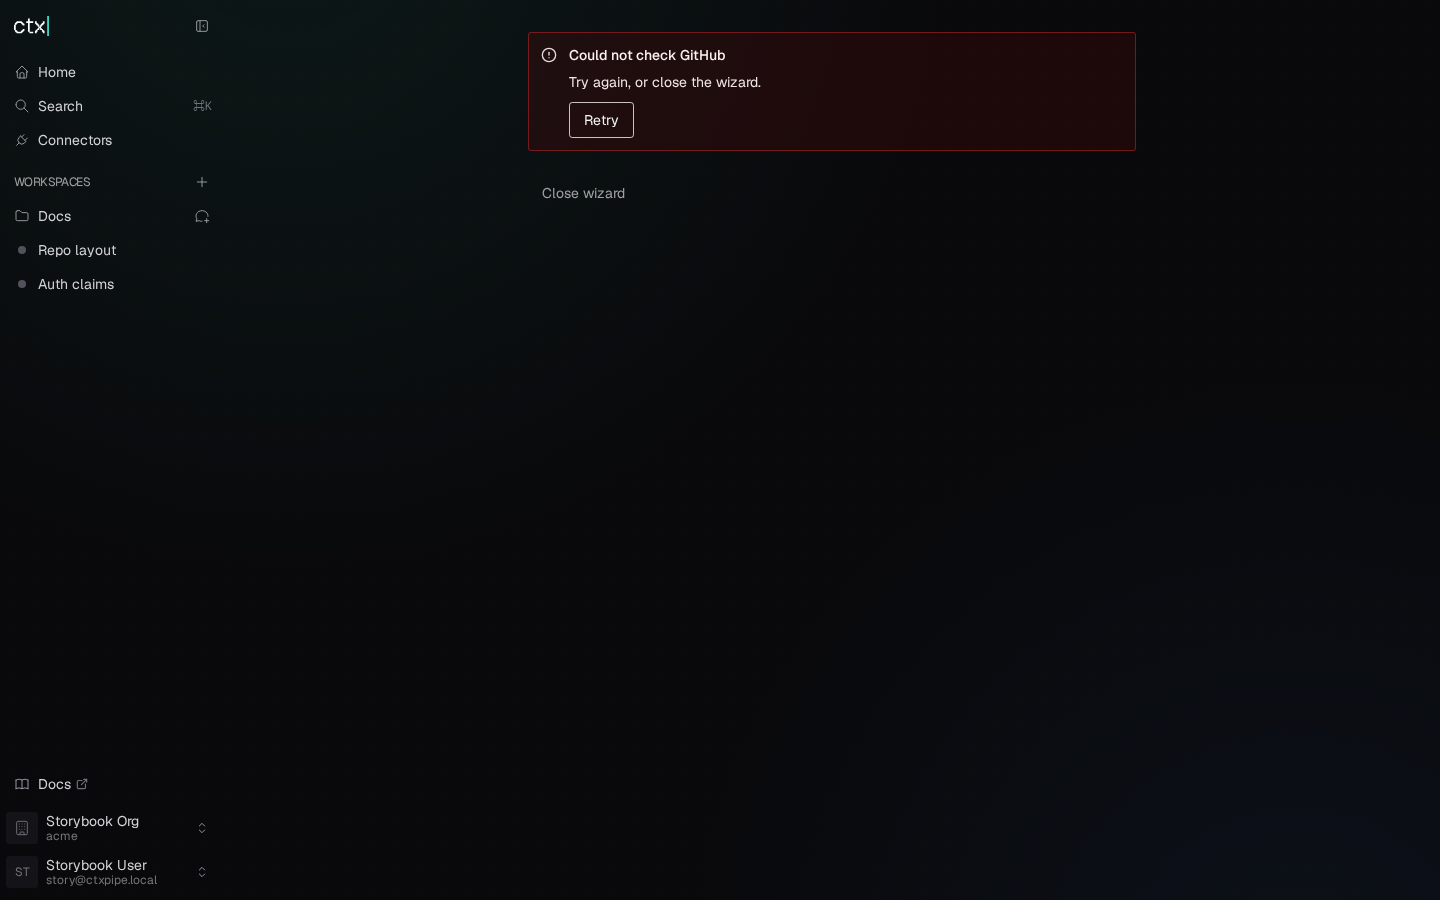 ctx
Home
Search ⌘K
Connectors
WORKSPACES
Docs
Repo layout
Auth claims
Could not check GitHub
Try again, or close the wizard.
Retry
Close wizard
Docs
Storybook Org
acme
ST
Storybook User
story@ctxpipe.local